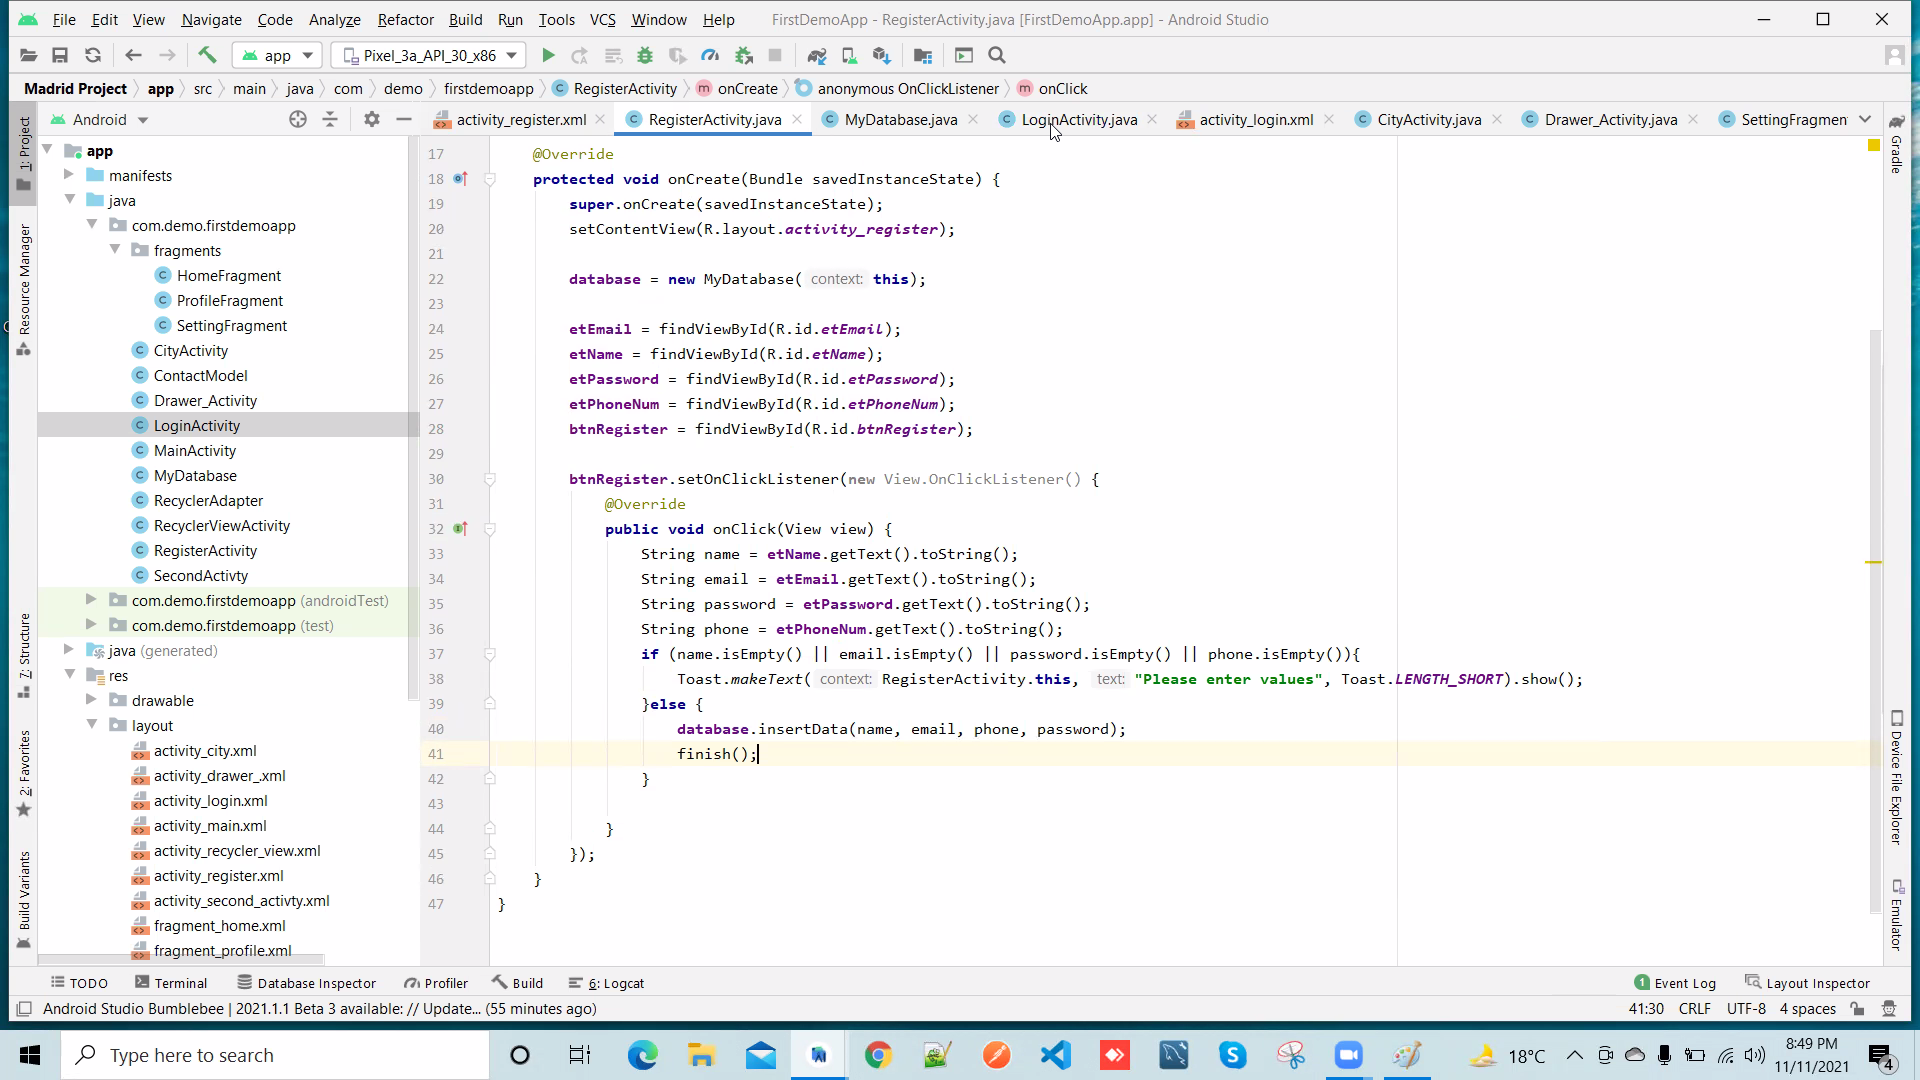 File Edit View Navigate Code Analyze Refactor Build Run Tools VCS Window Help FirstDemoApp - RegisterActivity.java [FirstDemoApp.app] - Android Studio
app Pixel_3a_API_30_x86
Madrid Project app src main java com demo firstdemoapp RegisterActivity onCreate anonymous OnClickListener onClick
Android
activity_register.xml RegisterActivity.java MyDatabase.java LoginActivity.java activity_login.xml CityActivity.java Drawer_Activity.java SettingFragmen
1: Project
Resource Manager
7: Structure
2: Favorites
Build Variants
app
manifests
java
com.demo.firstdemoapp
fragments
HomeFragment
ProfileFragment
SettingFragment
CityActivity
ContactModel
Drawer_Activity
LoginActivity
MainActivity
MyDatabase
RecyclerAdapter
RecyclerViewActivity
RegisterActivity
SecondActivty
com.demo.firstdemoapp (androidTest)
com.demo.firstdemoapp (test)
java (generated)
res
drawable
layout
activity_city.xml
activity_drawer_.xml
activity_login.xml
activity_main.xml
activity_recycler_view.xml
activity_register.xml
activity_second_activty.xml
fragment_home.xml
fragment_profile.xml
17 @Override
18 protected void onCreate(Bundle savedInstanceState) {
19 super.onCreate(savedInstanceState);
20 setContentView(R.layout.activity_register);
21
22 database = new MyDatabase( context: this);
23
24 etEmail = findViewById(R.id.etEmail);
25 etName = findViewById(R.id.etName);
26 etPassword = findViewById(R.id.etPassword);
27 etPhoneNum = findViewById(R.id.etPhoneNum);
28 btnRegister = findViewById(R.id.btnRegister);
29
30 btnRegister.setOnClickListener(new View.OnClickListener() {
31 @Override
32 public void onClick(View view) {
33 String name = etName.getText().toString();
34 String email = etEmail.getText().toString();
35 String password = etPassword.getText().toString();
36 String phone = etPhoneNum.getText().toString();
37 if (name.isEmpty() || email.isEmpty() || password.isEmpty() || phone.isEmpty()){
38 Toast.makeText( context: RegisterActivity.this, text: "Please enter values", Toast.LENGTH_SHORT).show();
39 }else {
40 database.insertData(name, email, phone, password);
41 finish();
42 }
43
44 }
45 });
46 }
47 }
Gradle
Device File Explorer
Emulator
TODO Terminal Database Inspector Profiler Build 6: Logcat 1 Event Log Layout Inspector
Android Studio Bumblebee | 2021.1.1 Beta 3 available: // Update... (55 minutes ago) 41:30 CRLF UTF-8 4 spaces
Type here to search 18°C 8:49 PM
11/11/2021 4